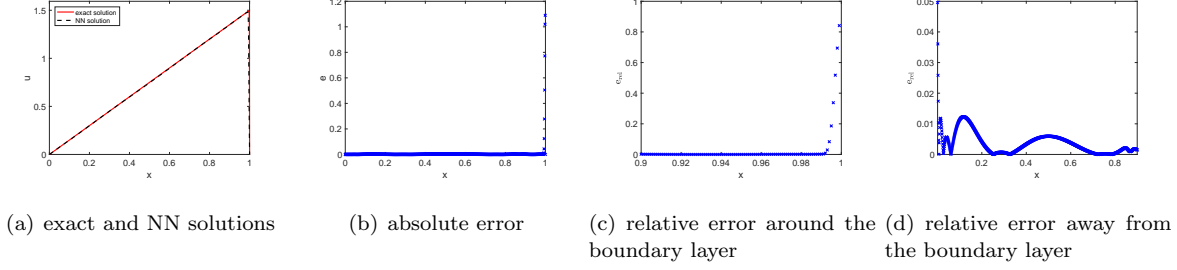 exact solution
NN solution
1.5
1
0.5
0
u
0 0.2 0.4 0.6 0.8 1
x
1.2
1
0.8
0.6
0.4
0.2
0
e
0 0.2 0.4 0.6 0.8 1
x
1
0.8
0.6
0.4
0.2
0
e_rel
0.9 0.92 0.94 0.96 0.98 1
x
0.05
0.04
0.03
0.02
0.01
0
e_rel
0.2 0.4 0.6 0.8
x
(a) exact and NN solutions
(b) absolute error
(c) relative error around the
boundary layer
(d) relative error away from
the boundary layer